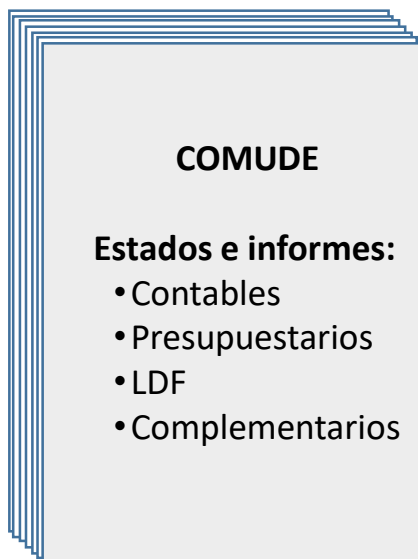 COMUDE
Estados e informes:
•Contables
•Presupuestarios
•LDF
•Complementarios